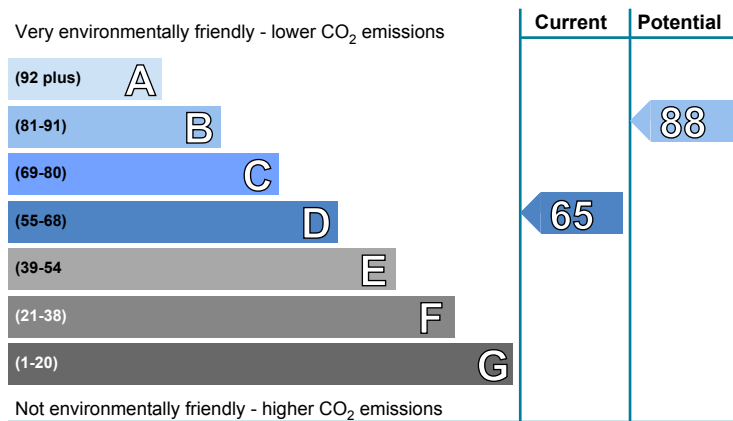 Very environmentally friendly - lower CO2 emissions
Current
Potential
(92 plus) A
(81-91) B
88
(69-80) C
(55-68) D
65
(39-54 E
(21-38) F
(1-20) G
Not environmentally friendly - higher CO2 emissions